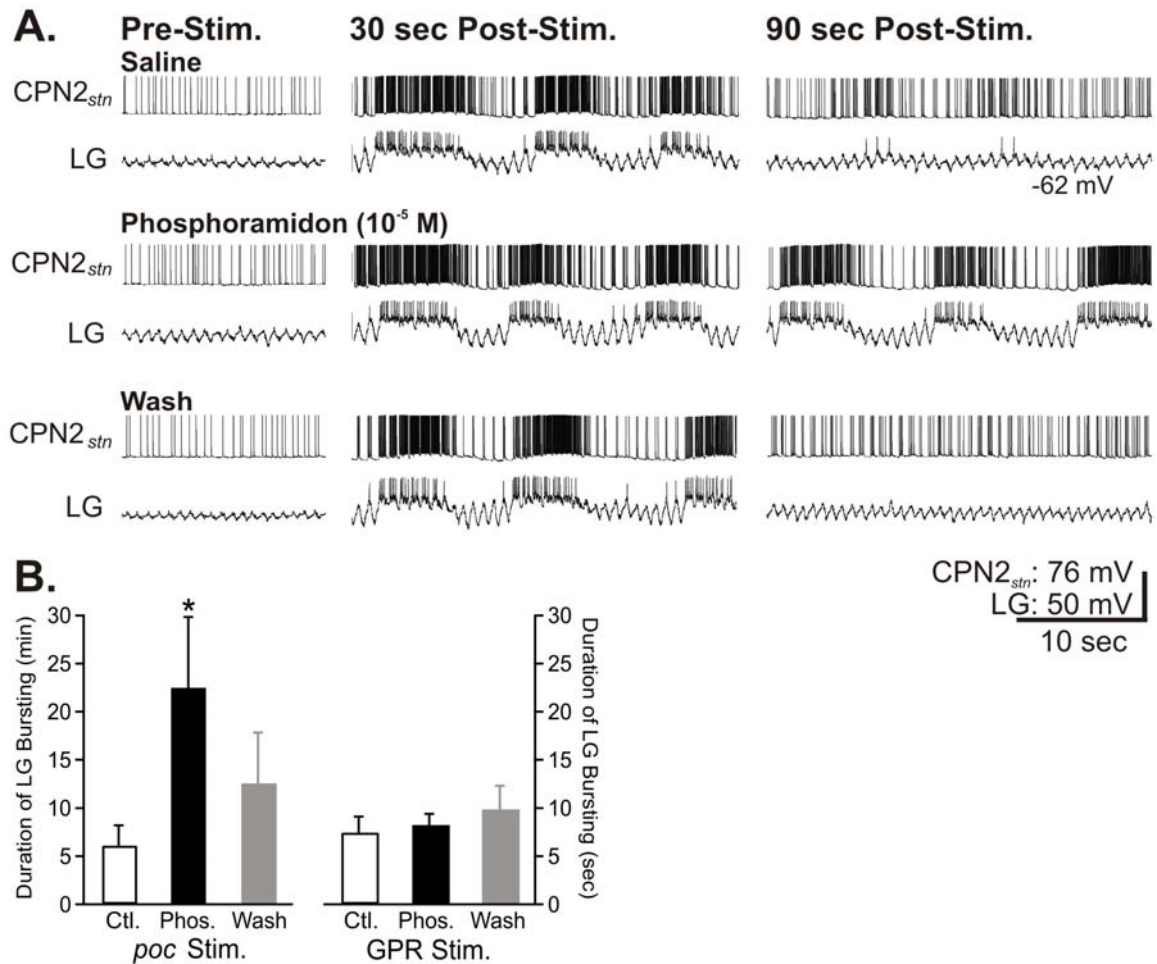 A.
Pre-Stim. 30 sec Post-Stim. 90 sec Post-Stim.
Saline
CPN2stn
LG
-62 mV
Phosphoramidon (10-5 M)
CPN2stn
LG
Wash
CPN2stn
LG
CPN2stn: 76 mV
LG: 50 mV
10 sec
B.
Duration of LG Bursting (min)
30
25
20
15
10
5
0
*
Ctl. Phos. Wash
poc Stim.
30
25
20
15
10
5
0
Duration of LG Bursting (sec)
Ctl. Phos. Wash
GPR Stim.